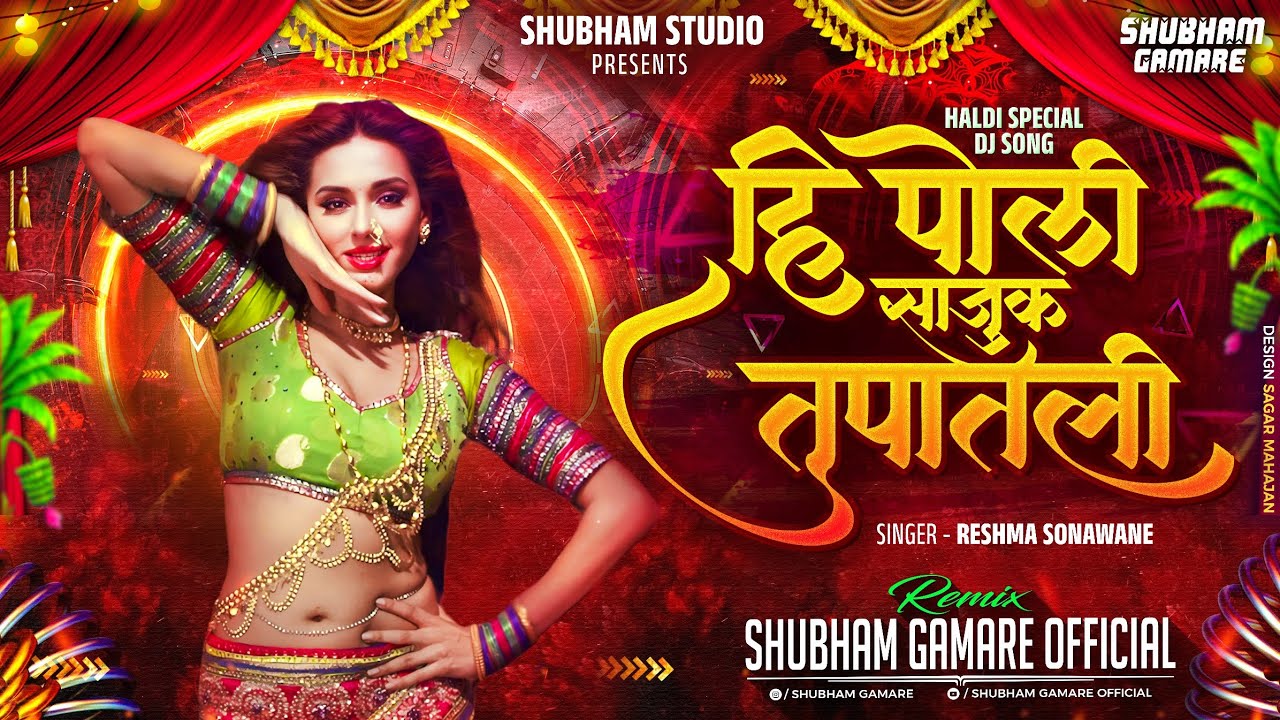 SHUBHAM STUDIO
PRESENTS
SHUBHAM
GAMARE
HALDI SPECIAL
DJ SONG
हि पोली
साजुक
तुपातली
SINGER - RESHMA SONAWANE
Remix
SHUBHAM GAMARE OFFICIAL
/ SHUBHAM GAMARE
/ SHUBHAM GAMARE OFFICIAL
DESIGN SAGAR MAHAJAN